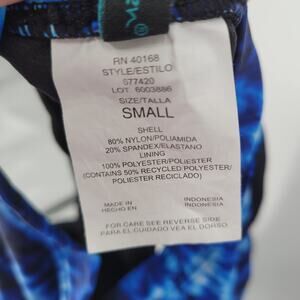 RN 40168
STYLE/ESTILO
677420
LOT: 6003886
SIZE/TALLA
SMALL
SHELL
80% NYLON/POLIAMIDA
20% SPANDEX/ELASTANO
LINING
100% POLYESTER/POLIESTER
(CONTAINS 50% RECYCLED POLYESTER/
POLIESTER RECICLADO)
MADE IN INDONESIA
HECHO EN INDONESIA
FOR CARE SEE REVERSE SIDE
PARA EL CUIDADO VEA EL DORSO